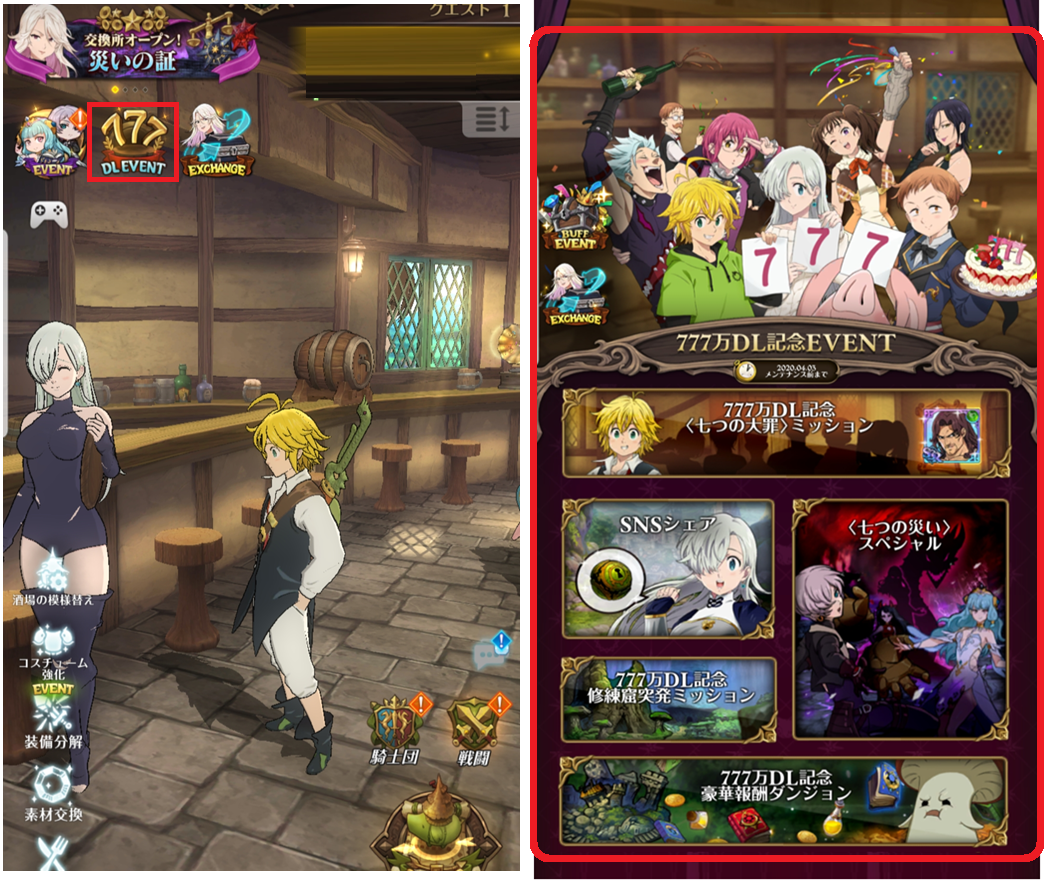 クエスト 1
交換所オープン!
災いの証
EVENT
777
DL EVENT
EXCHANGE
酒場の模様替え
コスチューム
強化
EVENT
装備分解
素材交換
騎士団
戦闘
7
7
7
777
BUFF
EVENT
EXCHANGE
777万DL記念EVENT
2020.04.03
メンテナンス前まで
777万DL記念
〈七つの大罪〉ミッション
SNSシェア
〈七つの災い〉
スペシャル
777万DL記念
修練窟突発ミッション
777万DL記念
豪華報酬ダンジョン